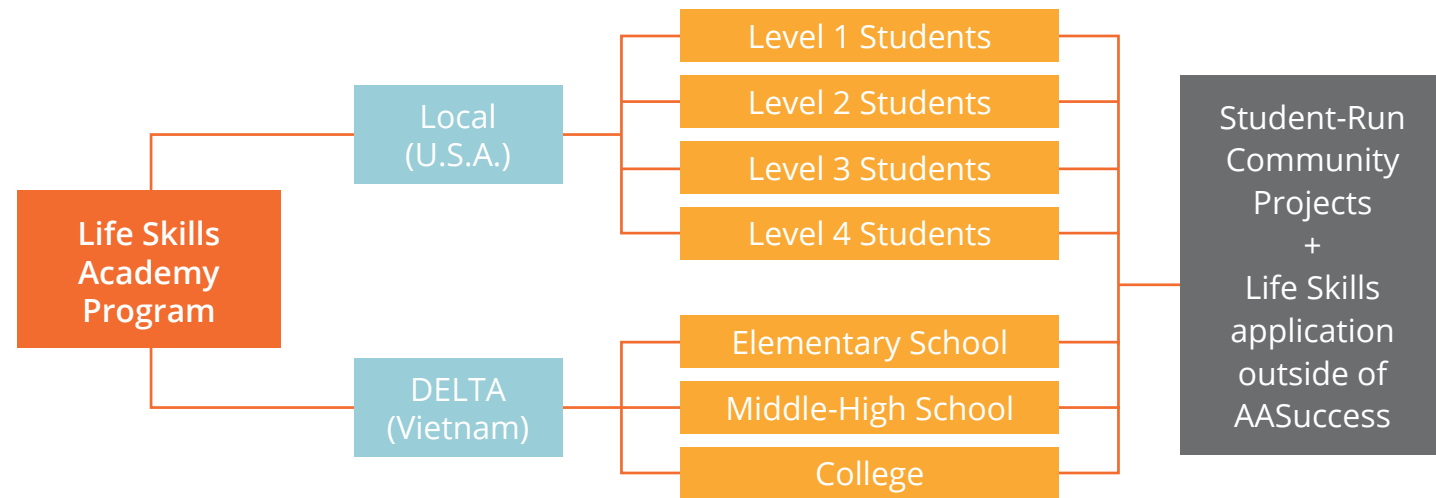 Life Skills
Academy
Program
Local
(U.S.A.)
DELTA
(Vietnam)
Level 1 Students
Level 2 Students
Level 3 Students
Level 4 Students
Elementary School
Middle-High School
College
Student-Run
Community
Projects
+
Life Skills
application
outside of
AASuccess